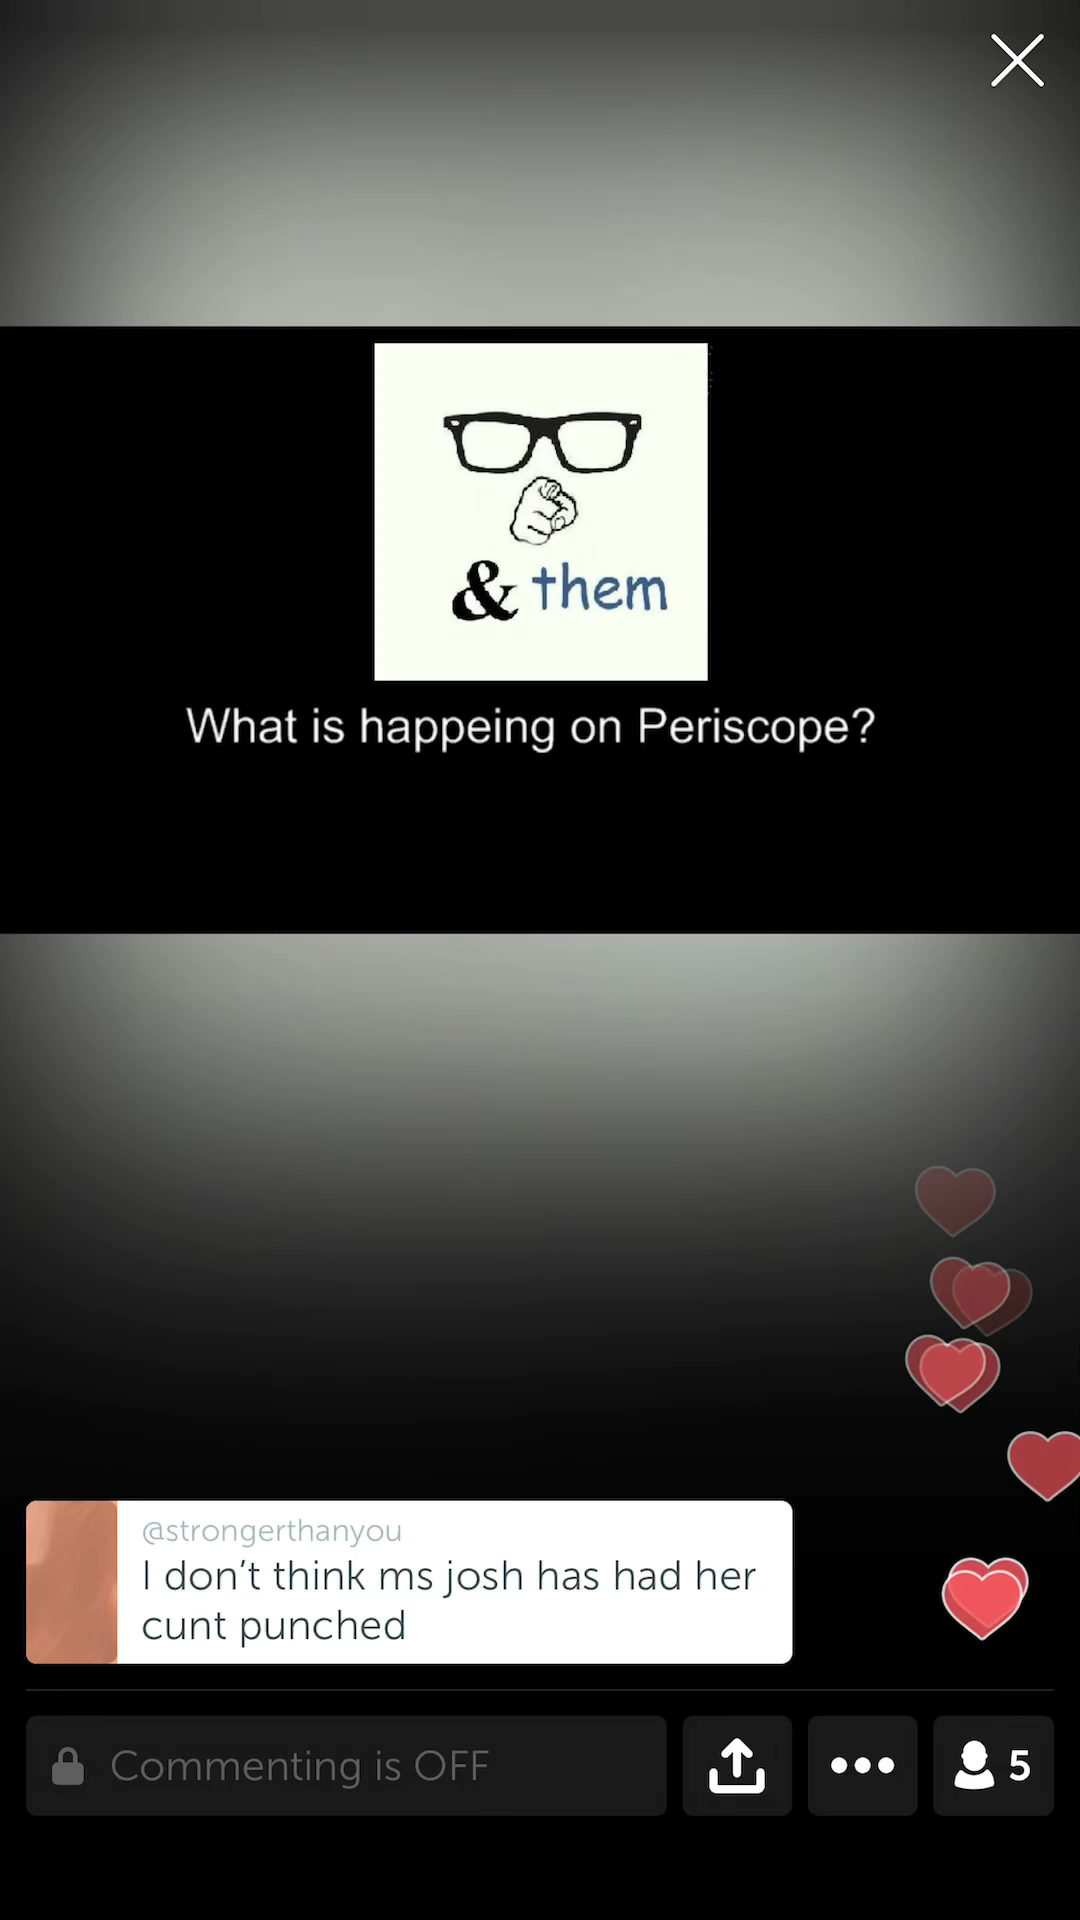 & them
What is happeing on Periscope?
@strongerthanyou
I don’t think ms josh has had her
cunt punched
Commenting is OFF
5